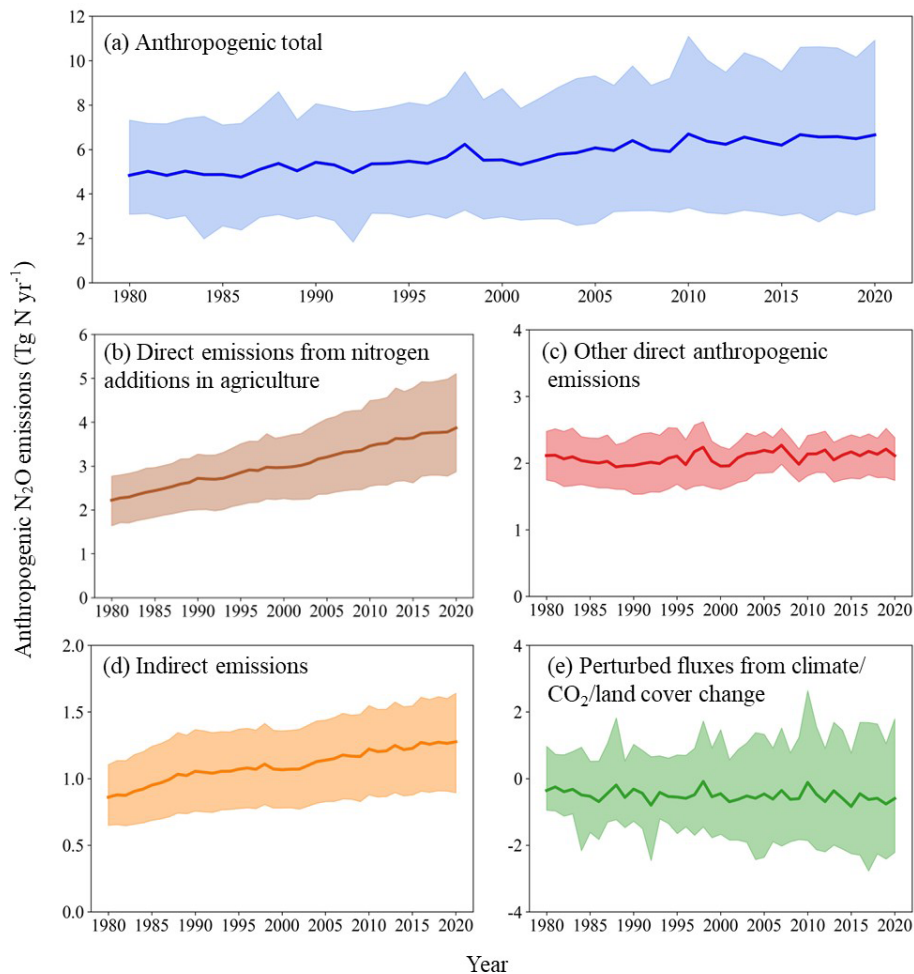 (a) Anthropogenic total
12
10
8
6
4
2
0
1980 1985 1990 1995 2000 2005 2010 2015 2020
Anthropogenic N₂O emissions (Tg N yr⁻¹)
(b) Direct emissions from nitrogen
additions in agriculture
6
5
4
3
2
1
0
1980 1985 1990 1995 2000 2005 2010 2015 2020
(c) Other direct anthropogenic
emissions
4
3
2
1
0
1980 1985 1990 1995 2000 2005 2010 2015 2020
(d) Indirect emissions
2.0
1.5
1.0
0.5
0.0
1980 1985 1990 1995 2000 2005 2010 2015 2020
(e) Perturbed fluxes from climate/
CO₂/land cover change
4
2
0
-2
-4
1980 1985 1990 1995 2000 2005 2010 2015 2020
Year